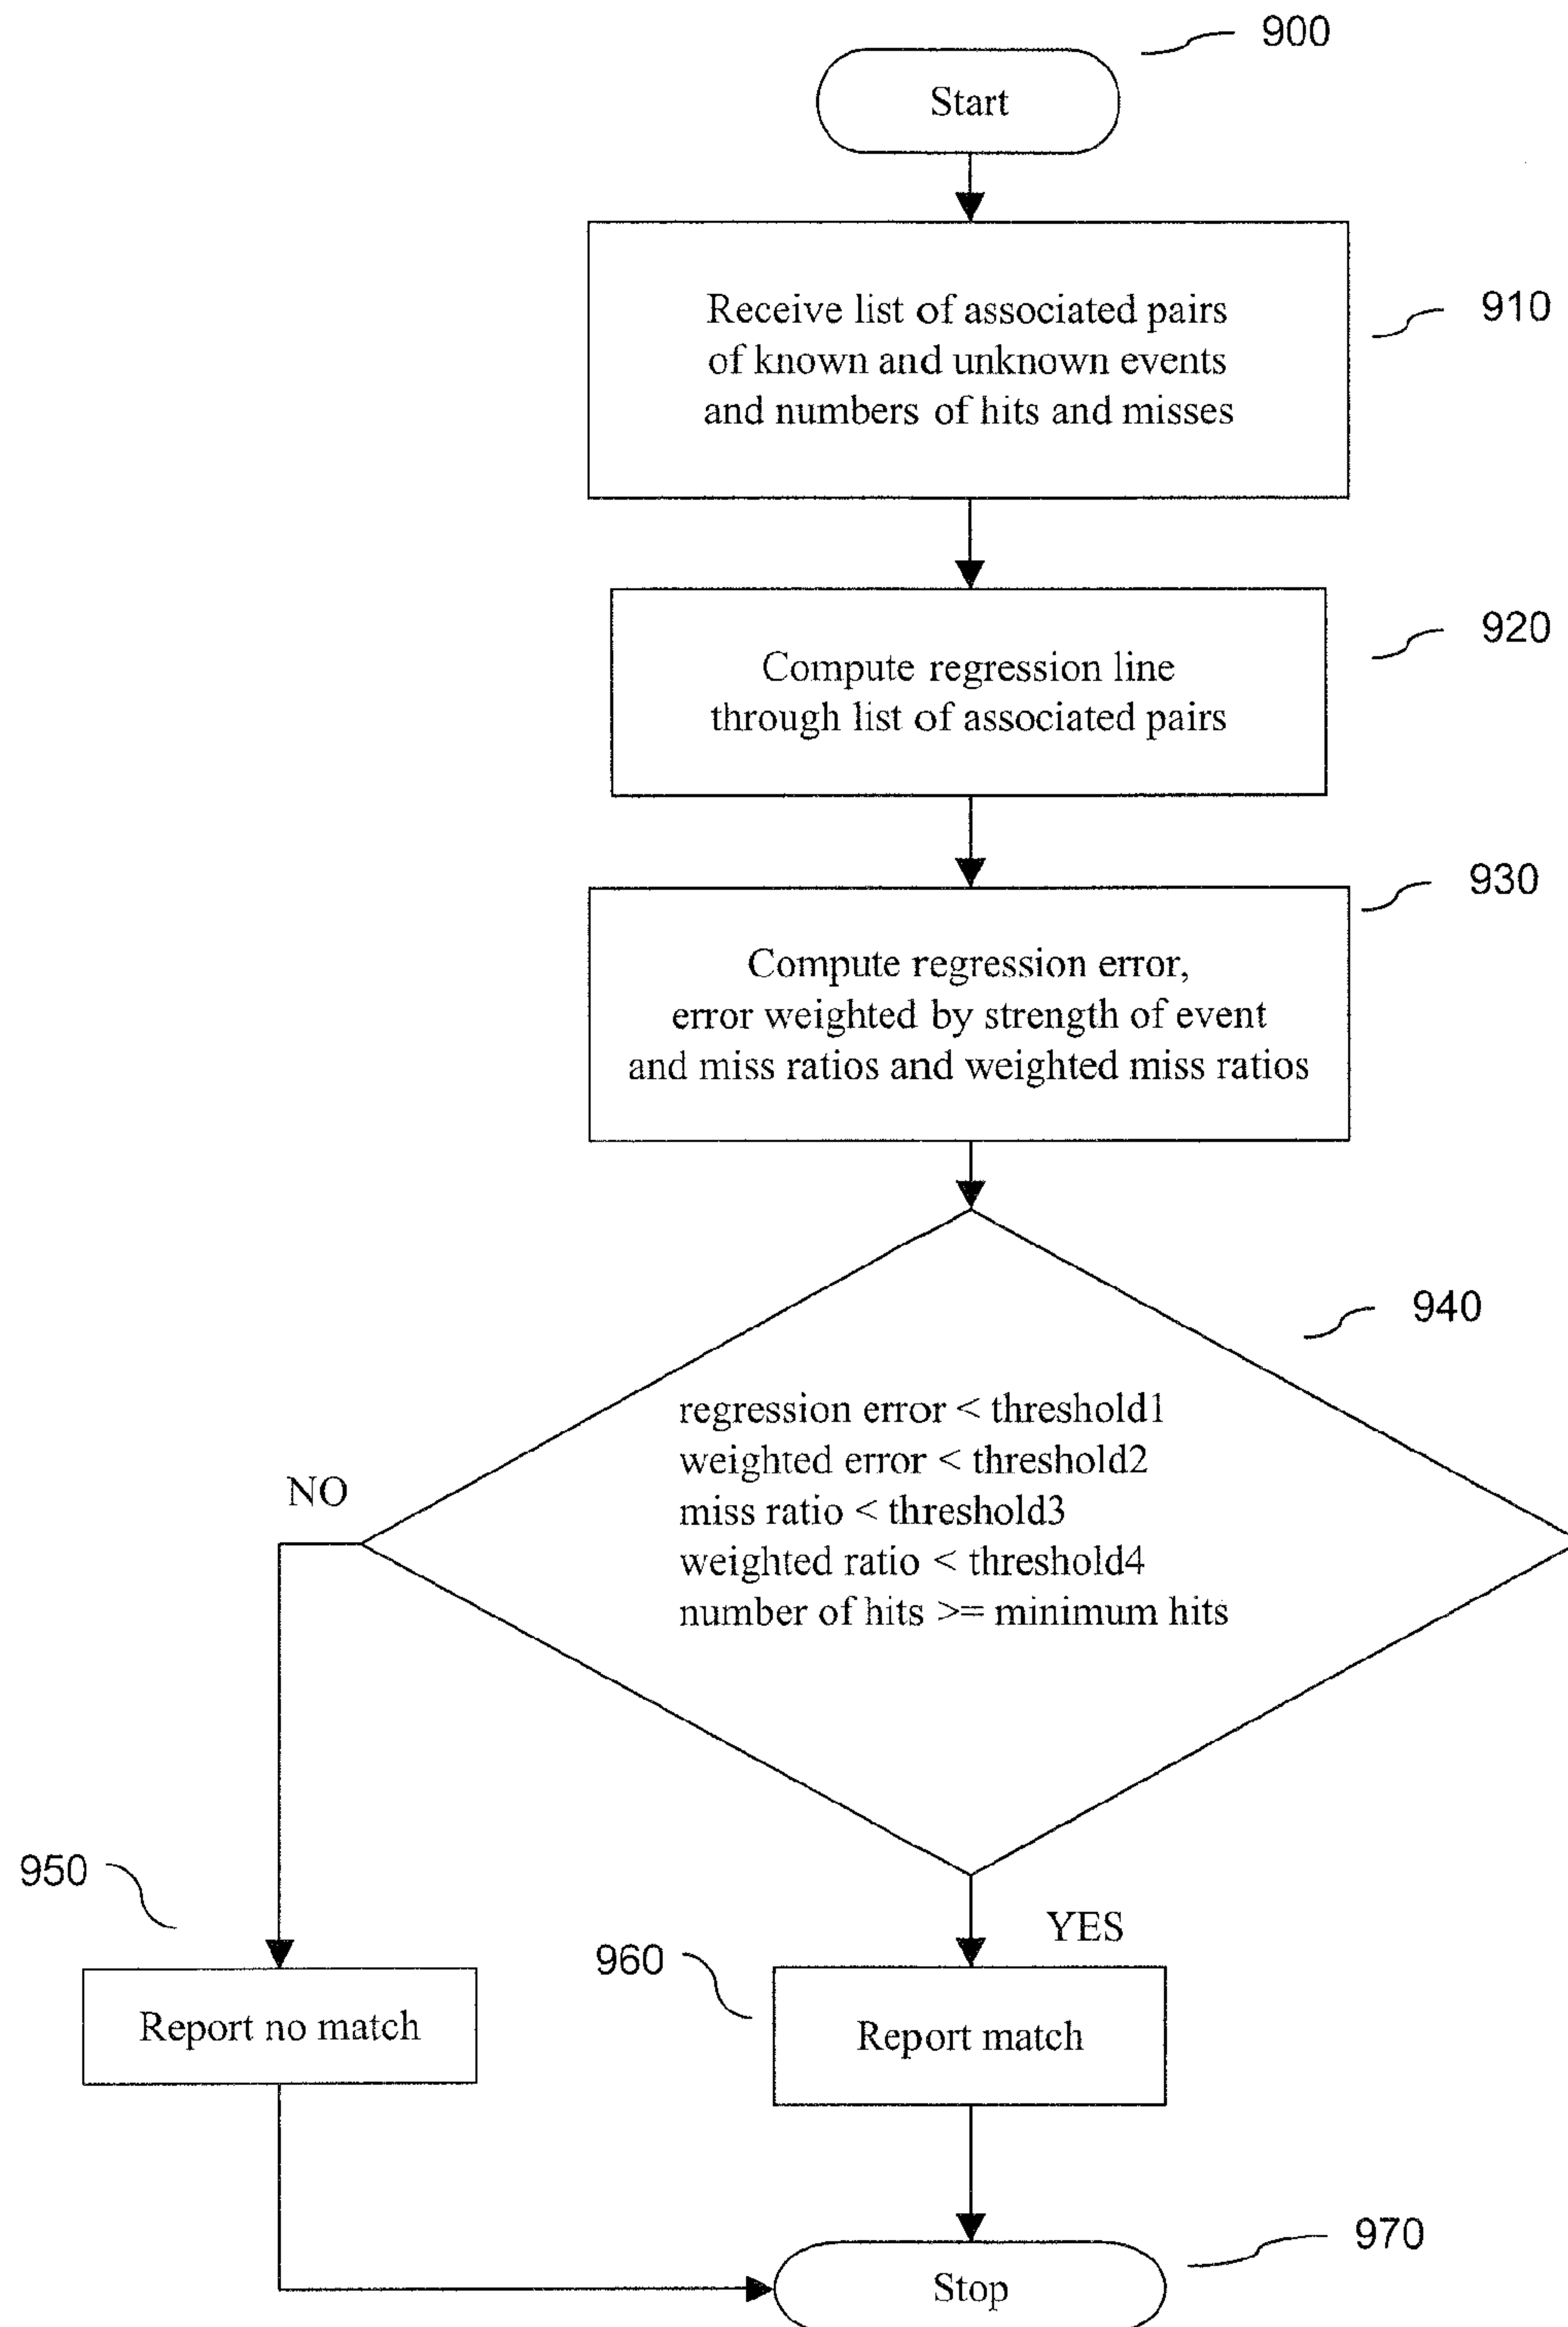 900
Start
910
Receive list of associated pairs
of known and unknown events
and numbers of hits and misses
920
Compute regression line
through list of associated pairs
930
Compute regression error,
error weighted by strength of event
and miss ratios and weighted miss ratios
940
regression error < threshold1
weighted error < threshold2
miss ratio < threshold3
weighted ratio < threshold4
number of hits >= minimum hits
NO
YES
950
Report no match
960
Report match
970
Stop